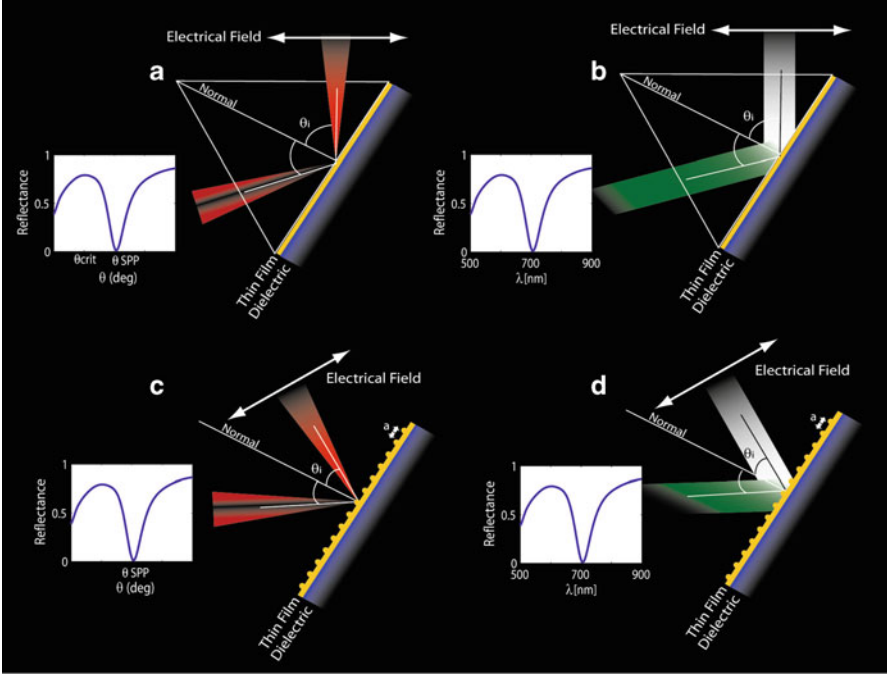 Electrical Field
a
Normal
θi
Reflectance
1
0.5
0
θcrit
θ SPP
θ (deg)
Thin Film
Dielectric
Electrical Field
b
Normal
θi
Reflectance
1
0.5
0
500
700
900
λ[nm]
Thin Film
Dielectric
Electrical Field
c
Normal
θi
a
Reflectance
1
0.5
0
θ SPP
θ (deg)
Thin Film
Dielectric
Electrical Field
d
Normal
θi
a
Reflectance
1
0.5
0
500
700
900
λ[nm]
Thin Film
Dielectric